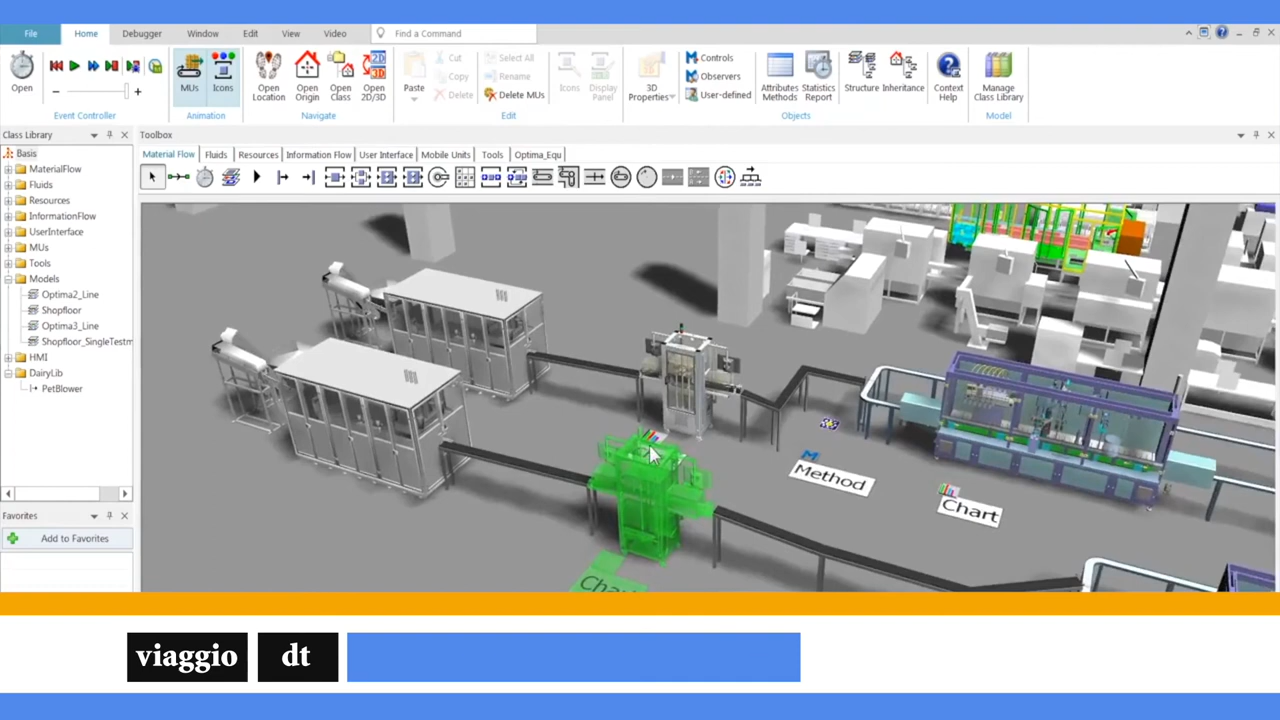 File Home Debugger Window Edit View Video Find a Command
Open MUs Icons Open Location Open Origin Open Class Open 2D/3D Paste Cut Copy Delete Select All Rename Delete MUs Icons Display Panel 3D Properties Controls Observers User-defined Attributes Methods Statistics Report Structure Inheritance Context Help Manage Class Library
Event Controller Animation Navigate Edit Objects Model
Class Library Toolbox
Material Flow Fluids Resources Information Flow User Interface Mobile Units Tools Optima_Equ
Basis
MaterialFlow
Fluids
Resources
InformationFlow
UserInterface
MUs
Tools
Models
Optima2_Line
Shopfloor
Optima3_Line
Shopfloor_SingleTestm
HMI
DairyLib
PetBlower
Method
Chart
Favorites
Add to Favorites
viaggio dt